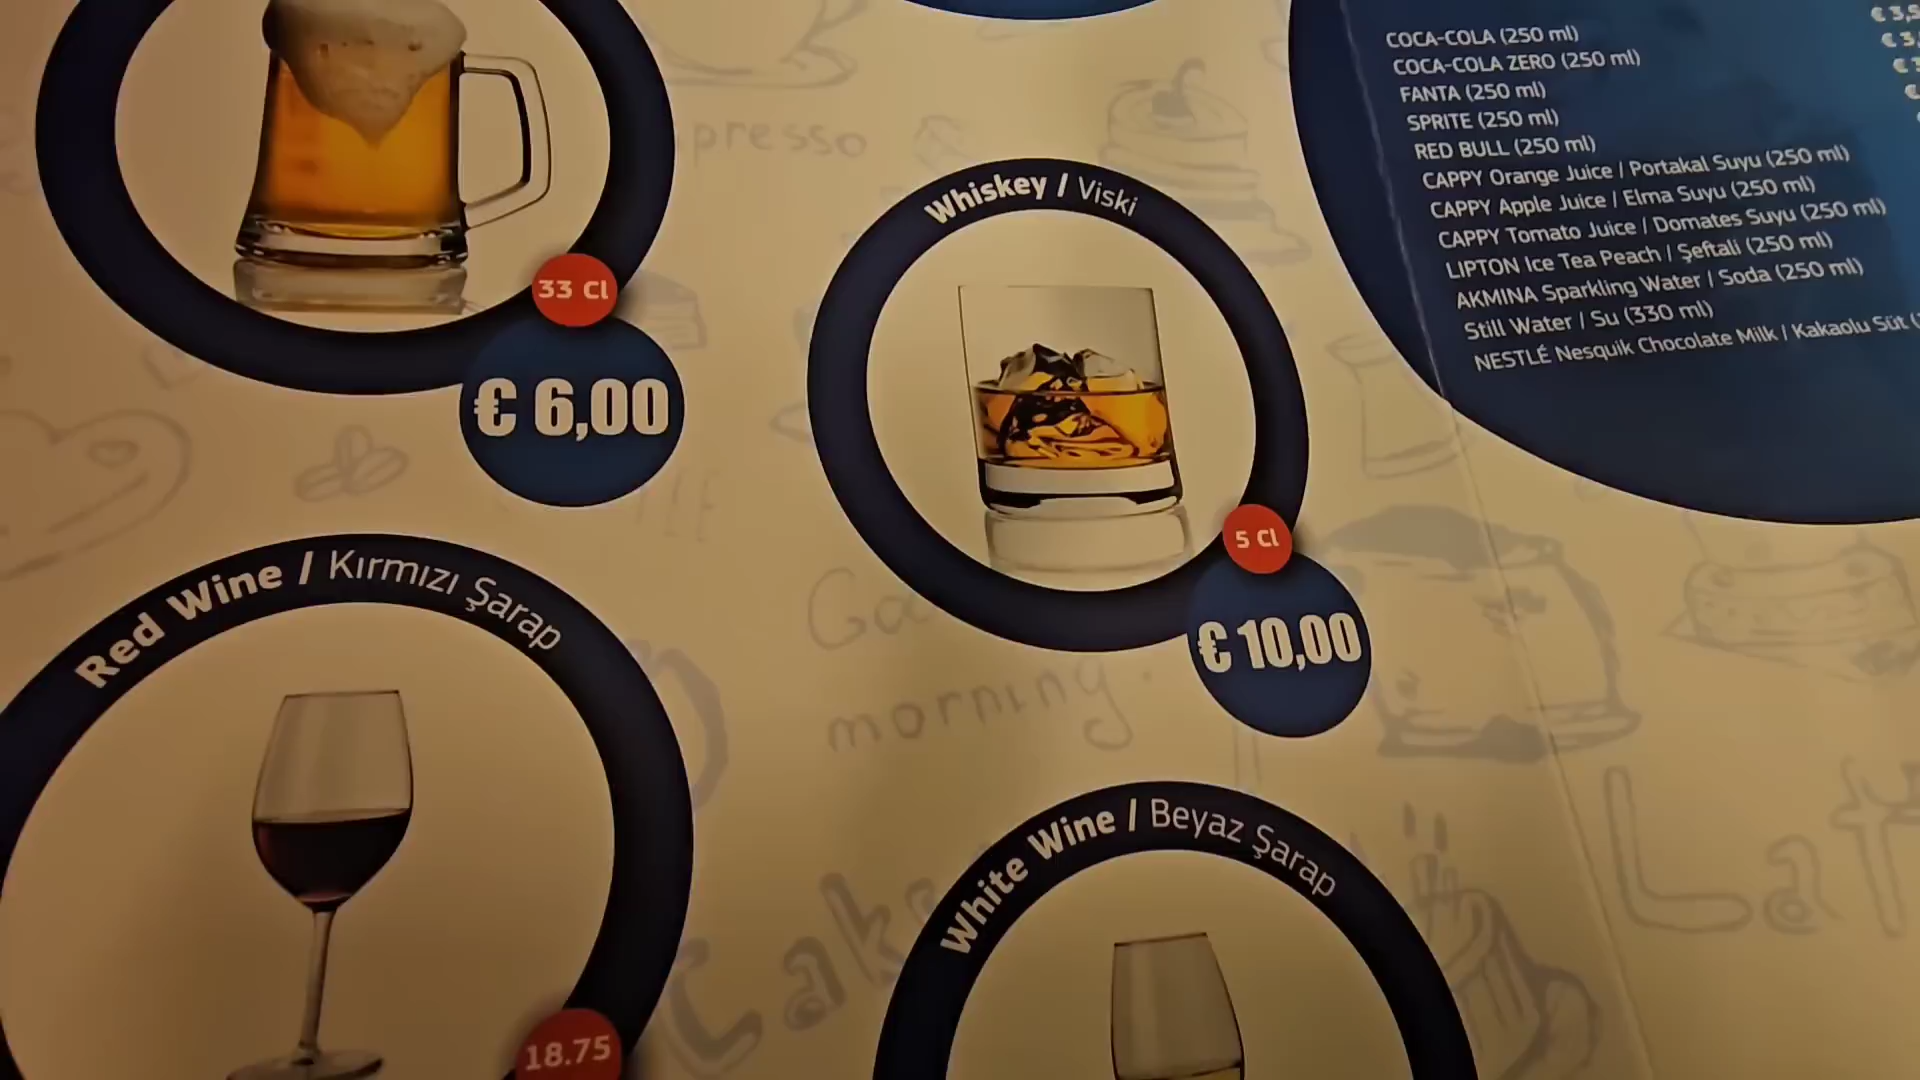 33 Cl
€ 6,00
Whiskey / Viski
5 Cl
€ 10,00
Red Wine / Kırmızı Şarap
18.75
White Wine / Beyaz Şarap
COCA-COLA (250 ml)
COCA-COLA ZERO (250 ml)
FANTA (250 ml)
SPRITE (250 ml)
RED BULL (250 ml)
CAPPY Orange Juice / Portakal Suyu (250 ml)
CAPPY Apple Juice / Elma Suyu (250 ml)
CAPPY Tomato Juice / Domates Suyu (250 ml)
LIPTON Ice Tea Peach / Şeftali (250 ml)
AKMINA Sparkling Water / Soda (250 ml)
Still Water / Su (330 ml)
NESTLÉ Nesquik Chocolate Milk / Kakaolu Süt
presso
morning.